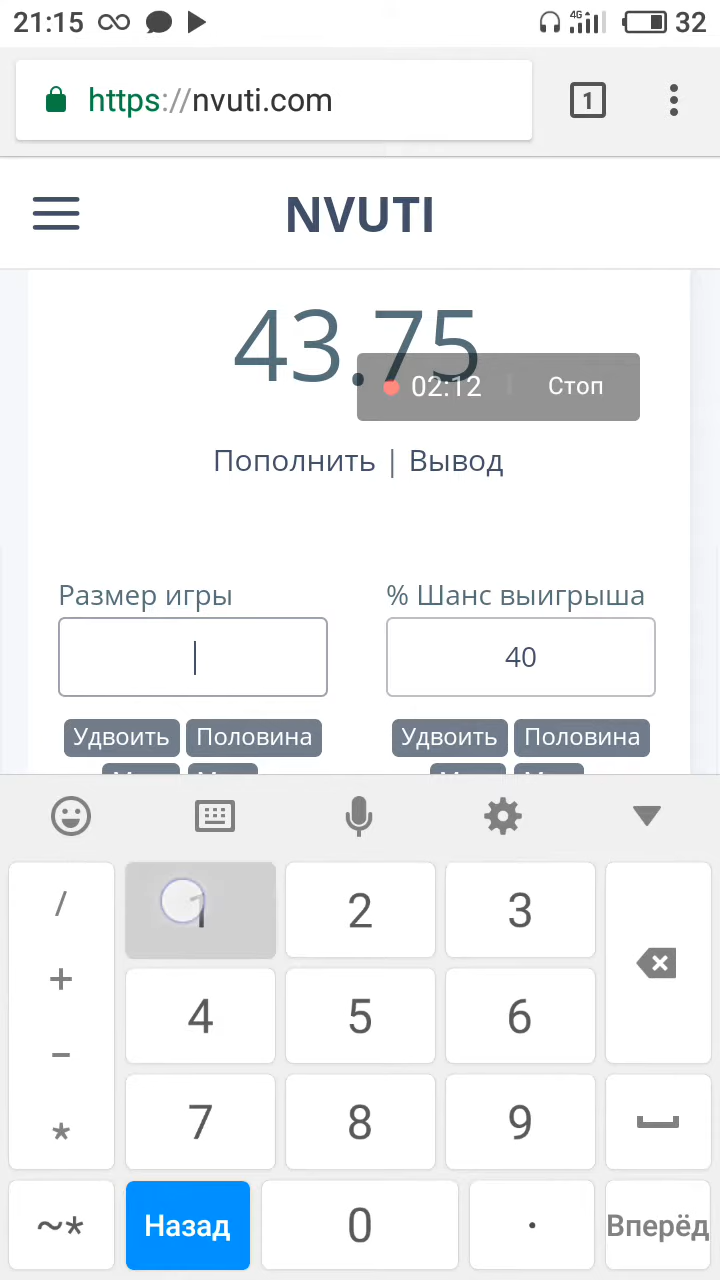 21:15
4G 32
https://nvuti.com 1
NVUTI
43.75
02:12 | Стоп
Пополнить | Вывод
Размер игры
% Шанс выигрыша
40
Удвоить Половина
Удвоить Половина
/ 1 2 3
+
4 5 6
-
7 8 9
*
~* Назад 0 . Вперёд